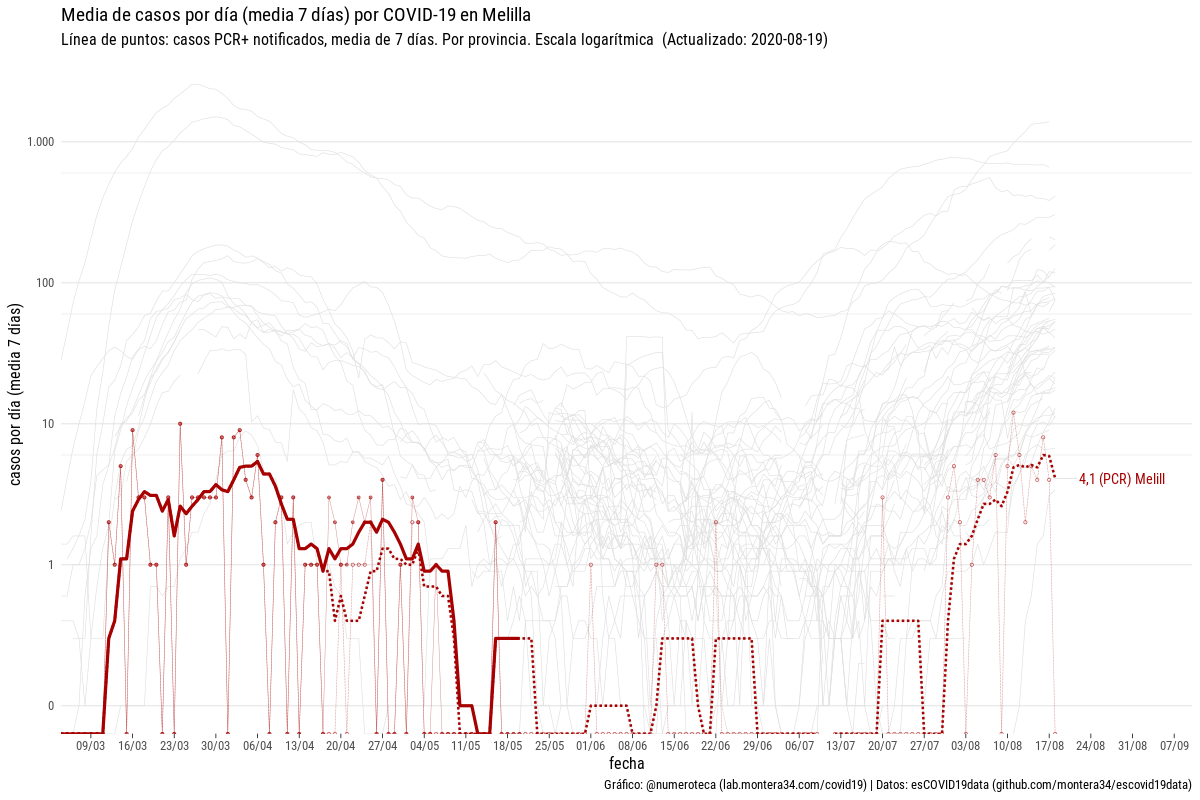 Media de casos por día (media 7 días) por COVID-19 en Melilla
Línea de puntos: casos PCR+ notificados, media de 7 días. Por provincia. Escala logarítmica (Actualizado: 2020-08-19)
casos por día (media 7 días)
1.000
100
10
1
0
4,1 (PCR) Melill
09/03 16/03 23/03 30/03 06/04 13/04 20/04 27/04 04/05 11/05 18/05 25/05 01/06 08/06 15/06 22/06 29/06 06/07 13/07 20/07 27/07 03/08 10/08 17/08 24/08 31/08 07/09
fecha
Gráfico: @numeroteca (lab.montera34.com/covid19) | Datos: esCOVID19data (github.com/montera34/escovid19data)